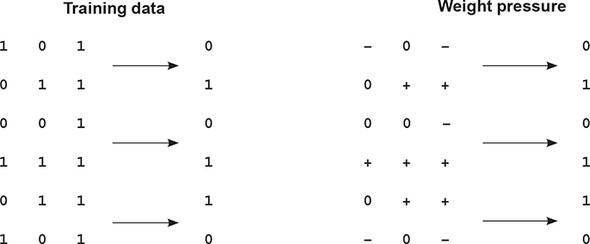 Training data Weight pressure
1 0 1 0 − 0 − 0
0 1 1 1 0 + + 1
0 0 1 0 0 0 − 0
1 1 1 1 + + + 1
0 1 1 1 0 + + 1
1 0 1 0 − 0 − 0